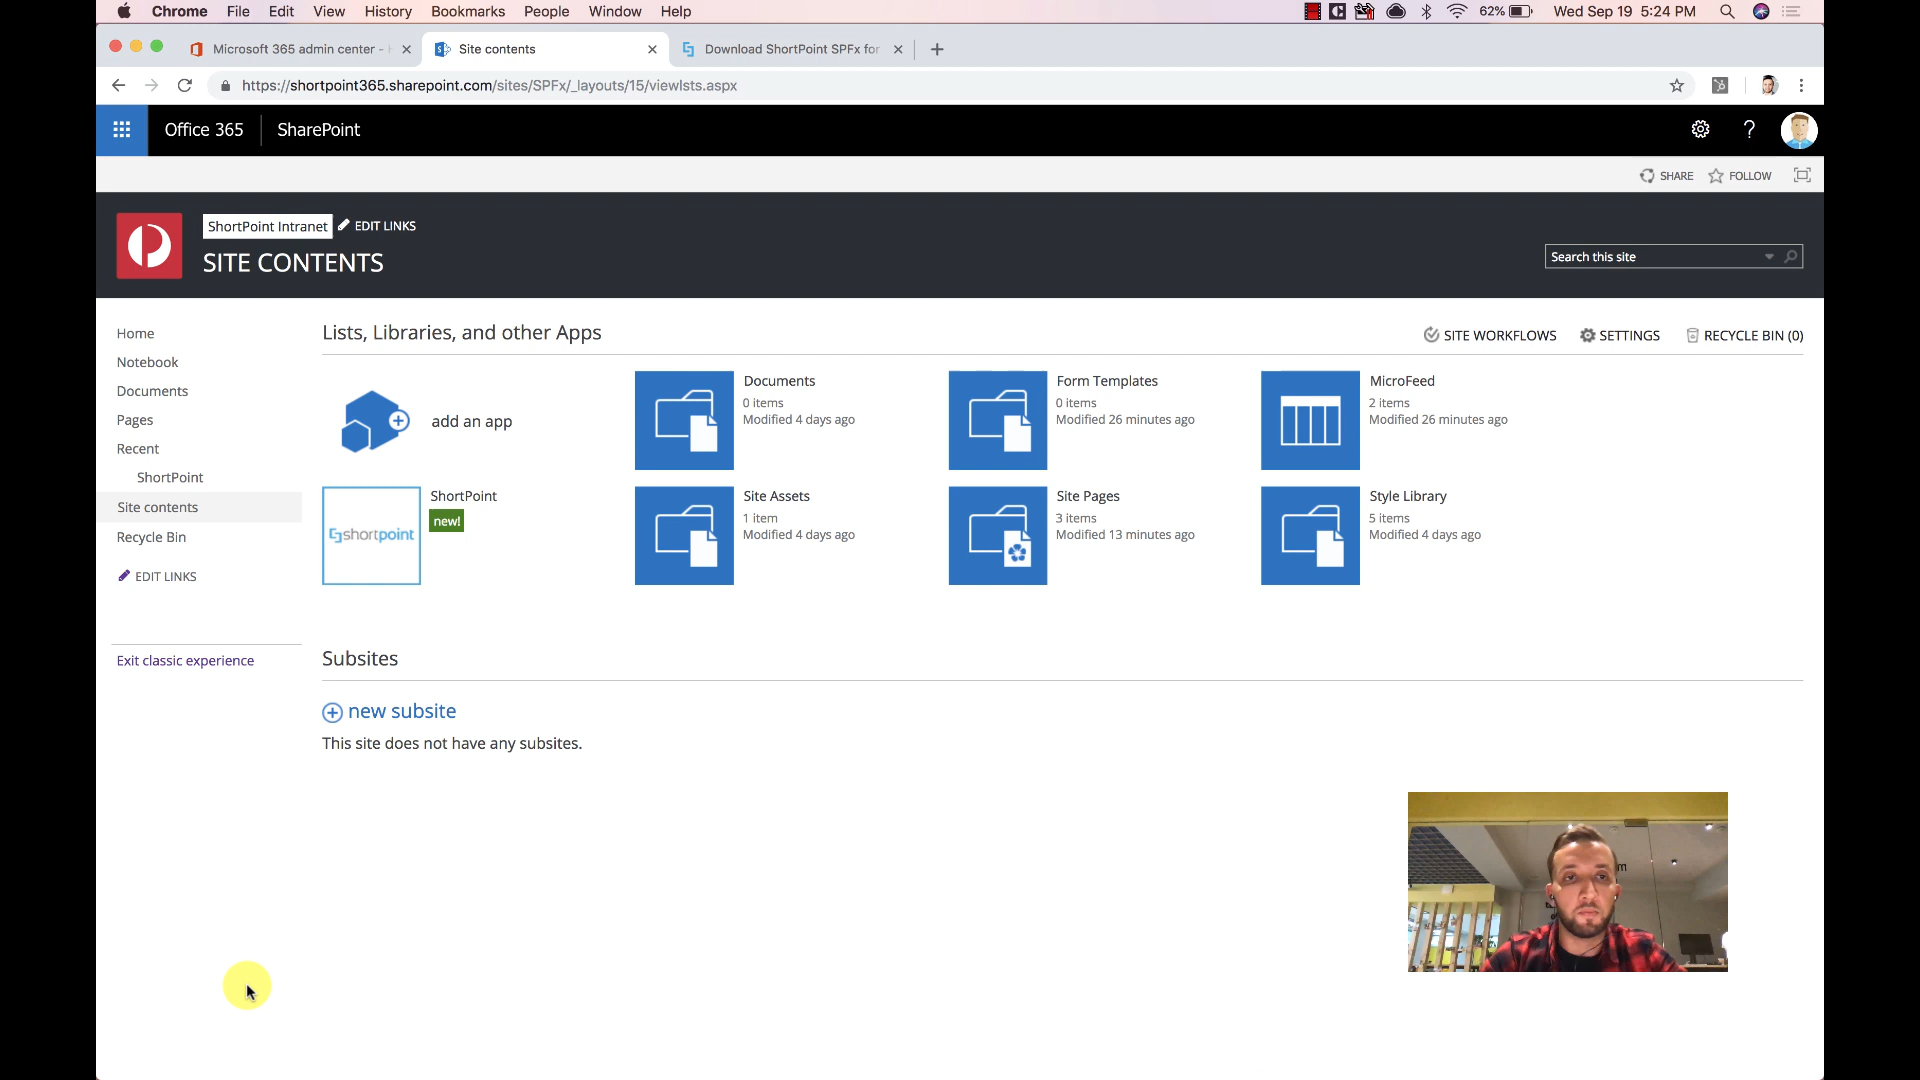 Chrome File Edit View History Bookmarks People Window Help 62% Wed Sep 19 5:24 PM
Microsoft 365 admin center - Site contents Download ShortPoint SPFx for
https://shortpoint365.sharepoint.com/sites/SPFx/_layouts/15/viewlsts.aspx
Office 365 SharePoint ?
SHARE FOLLOW
ShortPoint Intranet EDIT LINKS
SITE CONTENTS
Search this site
Home
Notebook
Documents
Pages
Recent
ShortPoint
Site contents
Recycle Bin
EDIT LINKS
Exit classic experience
Lists, Libraries, and other Apps
SITE WORKFLOWS SETTINGS RECYCLE BIN (0)
add an app
Documents
0 items
Modified 4 days ago
Form Templates
0 items
Modified 26 minutes ago
MicroFeed
2 items
Modified 26 minutes ago
shortpoint
ShortPoint
new!
Site Assets
1 item
Modified 4 days ago
Site Pages
3 items
Modified 13 minutes ago
Style Library
5 items
Modified 4 days ago
Subsites
new subsite
This site does not have any subsites.